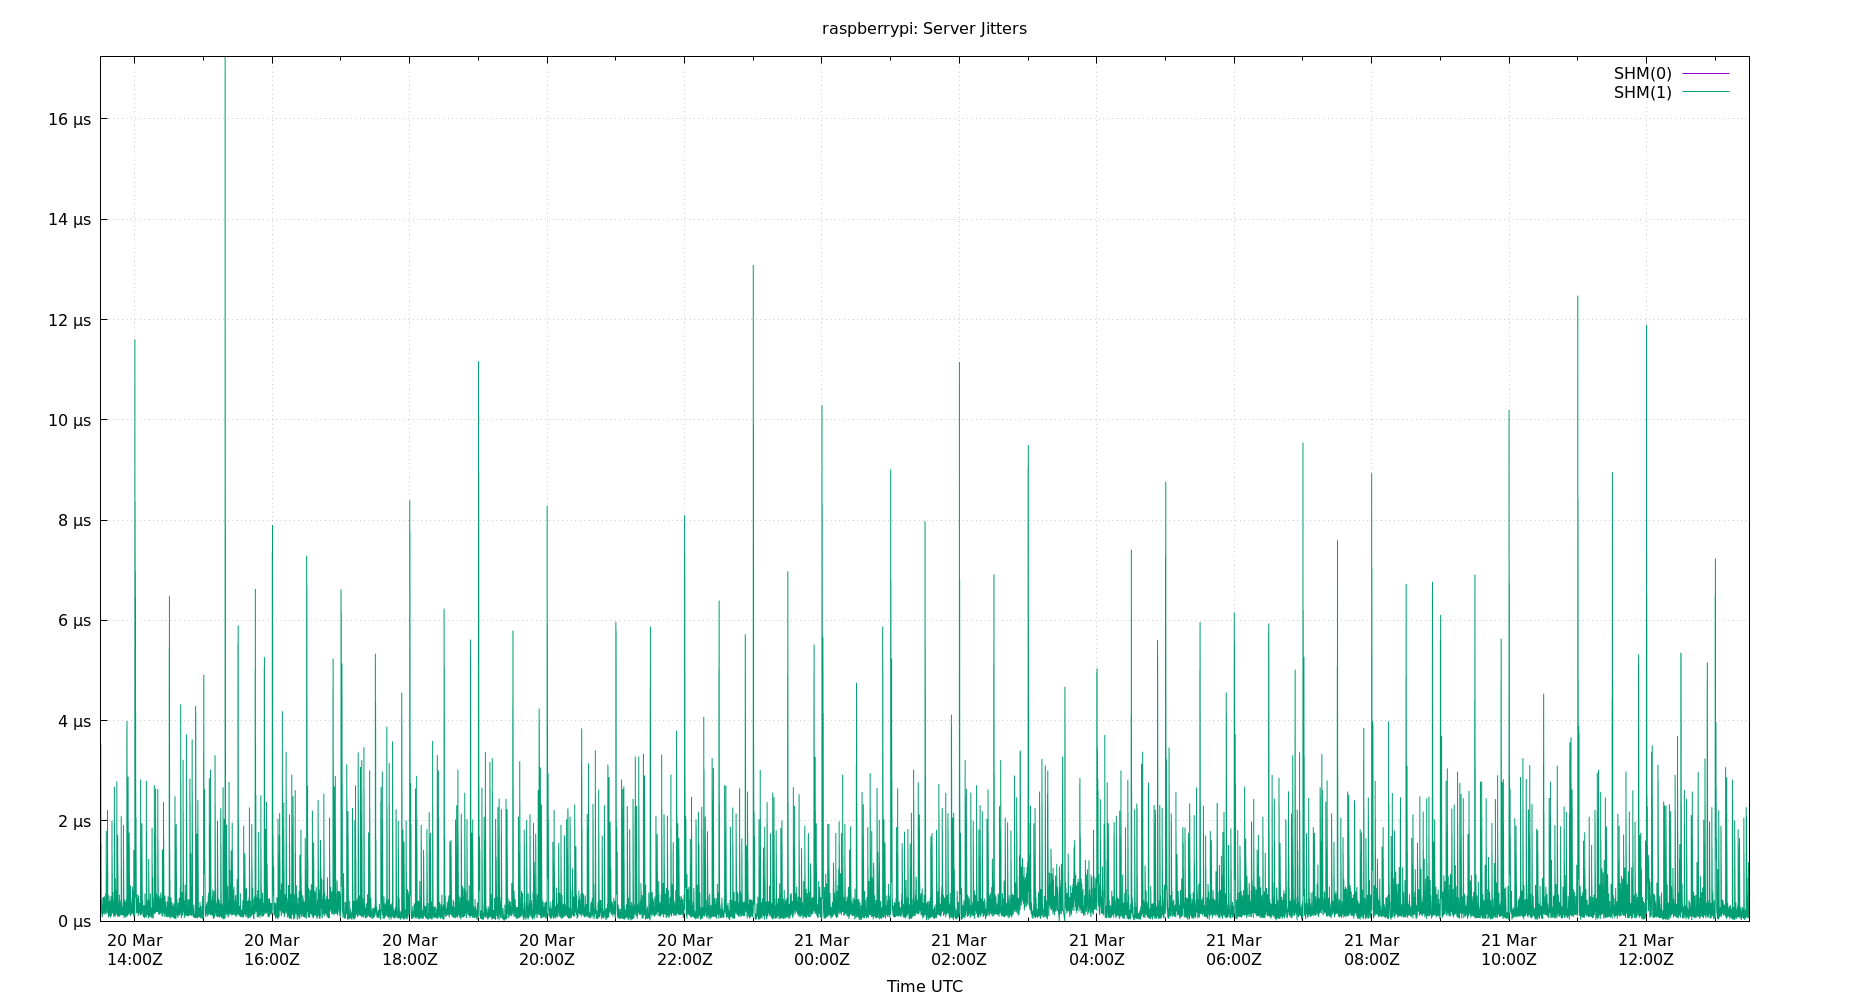 raspberrypi: Server Jitters
SHM(0)
SHM(1)
16 µs
14 µs
12 µs
10 µs
8 µs
6 µs
4 µs
2 µs
0 µs
20 Mar 20 Mar 20 Mar 20 Mar 20 Mar 21 Mar 21 Mar 21 Mar 21 Mar 21 Mar 21 Mar 21 Mar
14:00Z 16:00Z 18:00Z 20:00Z 22:00Z 00:00Z 02:00Z 04:00Z 06:00Z 08:00Z 10:00Z 12:00Z
Time UTC